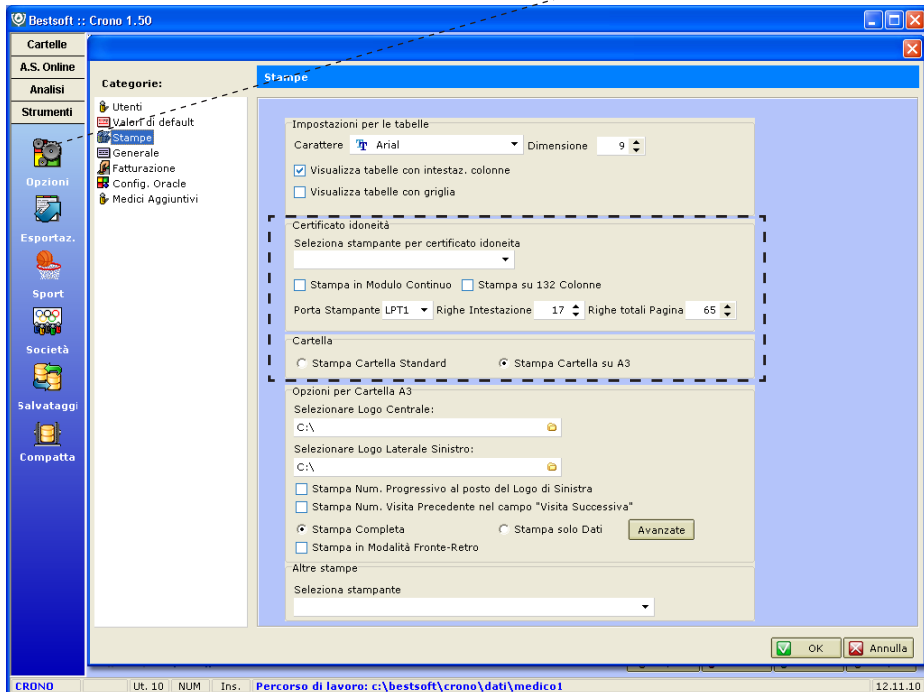 Bestsoft :: Crono 1.50
Cartelle
A.S. Online
Analisi
Strumenti
Opzioni
Esportaz.
Sport
Società
Salvataggi
Compatta
Categorie:
Utenti
Valori di default
Stampe
Generale
Fatturazione
Config. Oracle
Medici Aggiuntivi
Stampe
Impostazioni per le tabelle
Carattere Arial Dimensione 9
Visualizza tabelle con intestaz. colonne
Visualizza tabelle con griglia
Certificato idoneità
Seleziona stampante per certificato idoneita
Stampa in Modulo Continuo Stampa su 132 Colonne
Porta Stampante LPT1 Righe Intestazione 17 Righe totali Pagina 65
Cartella
Stampa Cartella Standard Stampa Cartella su A3
Opzioni per Cartella A3
Selezionare Logo Centrale:
C:\
Selezionare Logo Laterale Sinistro:
C:\
Stampa Num. Progressivo al posto del Logo di Sinistra
Stampa Num. Visita Precedente nel campo "Visita Successiva"
Stampa Completa Stampa solo Dati Avanzate
Stampa in Modalità Fronte-Retro
Altre stampe
Seleziona stampante
OK Annulla
CRONO Ut. 10 NUM Ins. Percorso di lavoro: c:\bestsoft\crono\dati\medico1 12.11.10